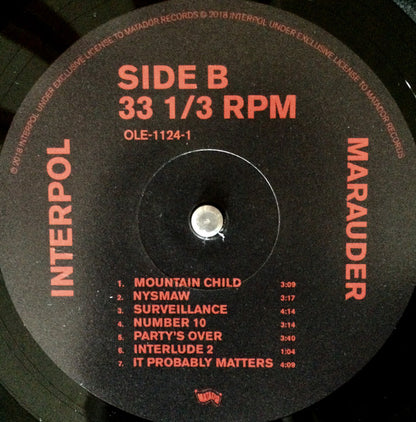 © 2018 INTERPOL UNDER EXCLUSIVE LICENSE TO MATADOR RECORDS © 2018 INTERPOL UNDER EXCLUSIVE LICENSE TO MATADOR RECORDS
SIDE B
33 1/3 RPM
OLE-1124-1
INTERPOL
MARAUDER
1. MOUNTAIN CHILD 3:09
2. NYSMAW 3:17
3. SURVEILLANCE 4:14
4. NUMBER 10 3:14
5. PARTY'S OVER 3:40
6. INTERLUDE 2 1:04
7. IT PROBABLY MATTERS 4:09
MATADOR